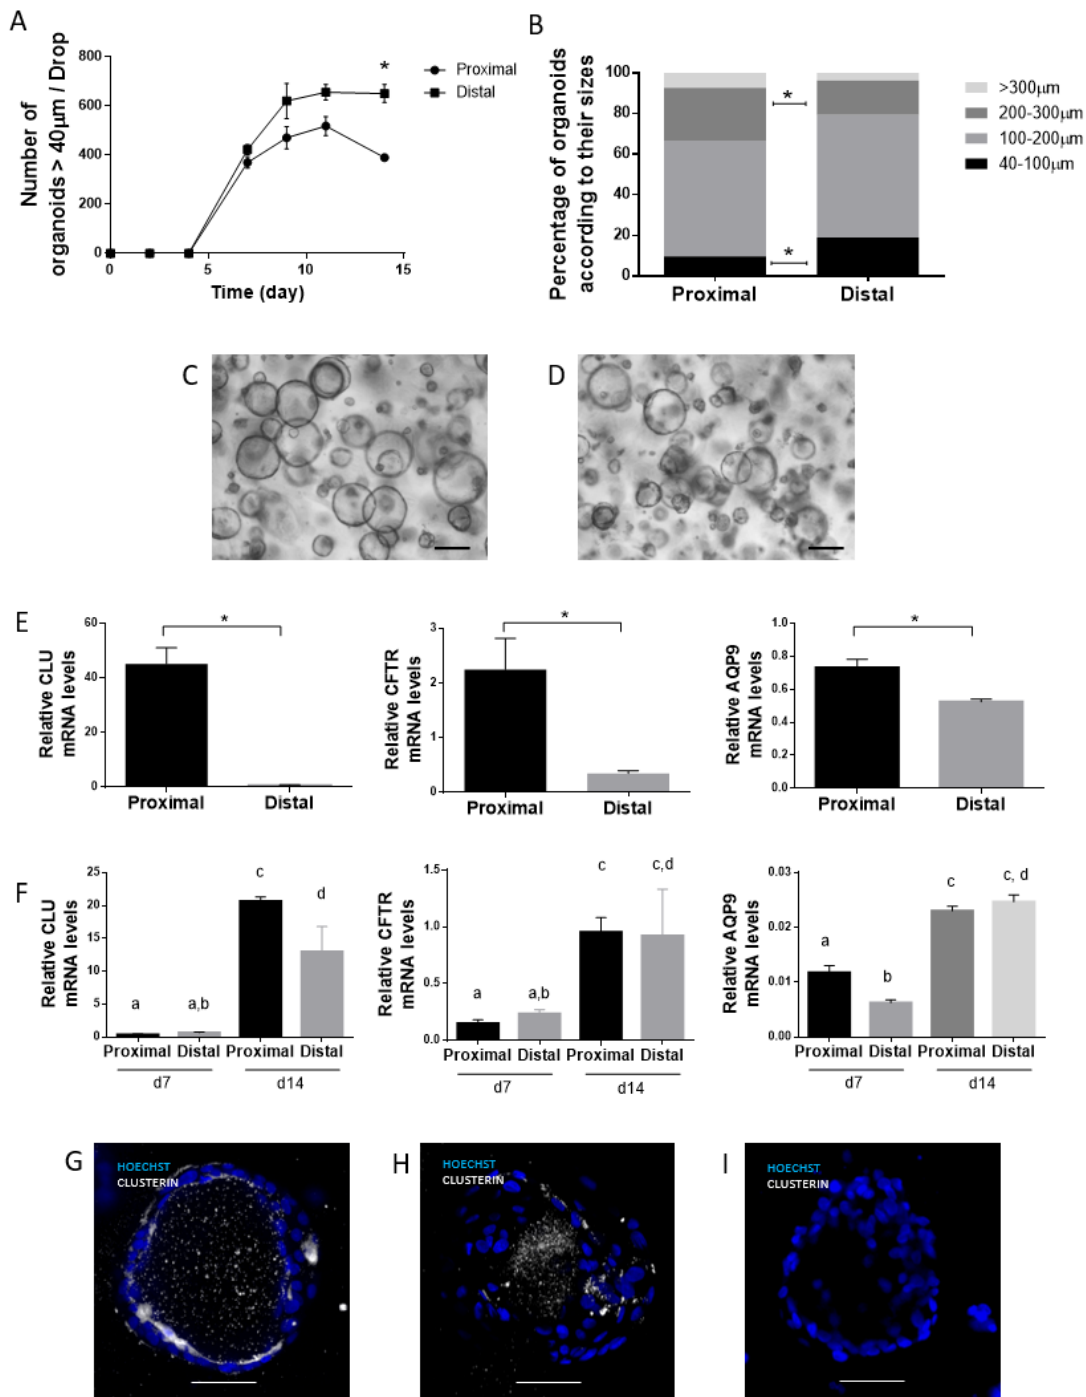 A
Number of
organoids > 40µm / Drop
800
600
400
200
0
0
5
10
15
Time (day)
Proximal
Distal
*
B
Percentage of organoids
according to their sizes
100
80
60
40
20
0
*
*
Proximal
Distal
>300µm
200-300µm
100-200µm
40-100µm
C
D
E
Relative CLU
mRNA levels
60
40
20
0
*
Proximal
Distal
Relative CFTR
mRNA levels
3
2
1
0
*
Proximal
Distal
Relative AQP9
mRNA levels
1.0
0.8
0.6
0.4
0.2
0.0
*
Proximal
Distal
F
Relative CLU
mRNA levels
25
20
15
10
5
0
a
a,b
c
d
Proximal Distal Proximal Distal
d7
d14
Relative CFTR
mRNA levels
1.5
1.0
0.5
0.0
a
a,b
c
c,d
Proximal Distal Proximal Distal
d7
d14
Relative AQP9
mRNA levels
0.03
0.02
0.01
0.00
a
b
c
c, d
Proximal Distal Proximal Distal
d7
d14
G
HOECHST
CLUSTERIN
H
HOECHST
CLUSTERIN
I
HOECHST
CLUSTERIN